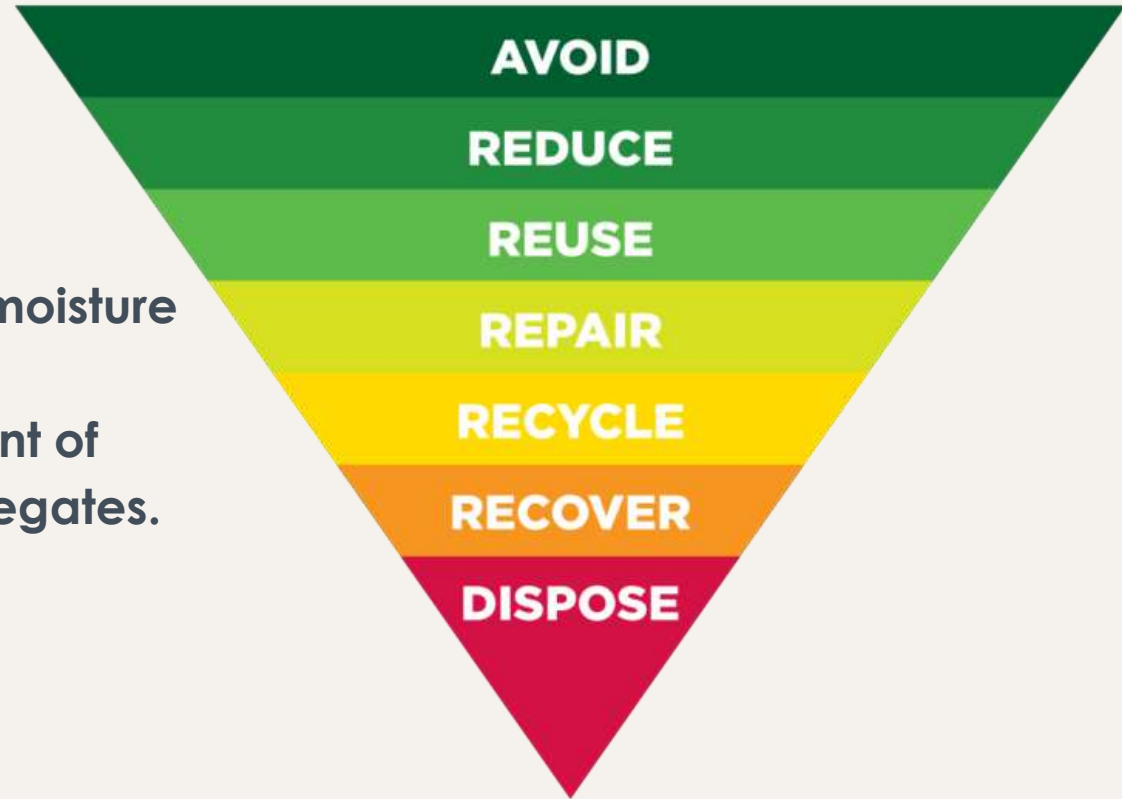 AVOID
REDUCE
REUSE
moisture
REPAIR
RECYCLE
nt of
egates.
RECOVER
DISPOSE